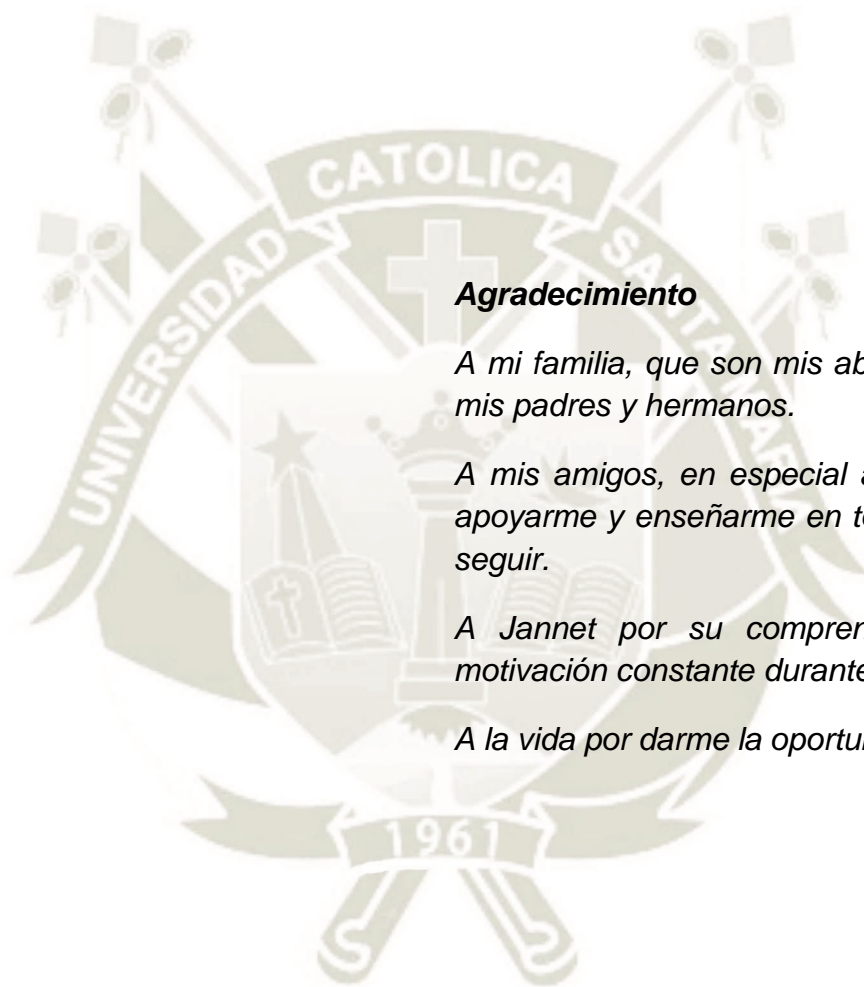 UNIVERSIDAD CATOLICA SANTA MARIA
Agradecimiento
A mi familia, que son mis ab
mis padres y hermanos.
A mis amigos, en especial a
apoyarme y enseñarme en to
seguir.
A Jannet por su compren
motivación constante durante
A la vida por darme la oportu
1961